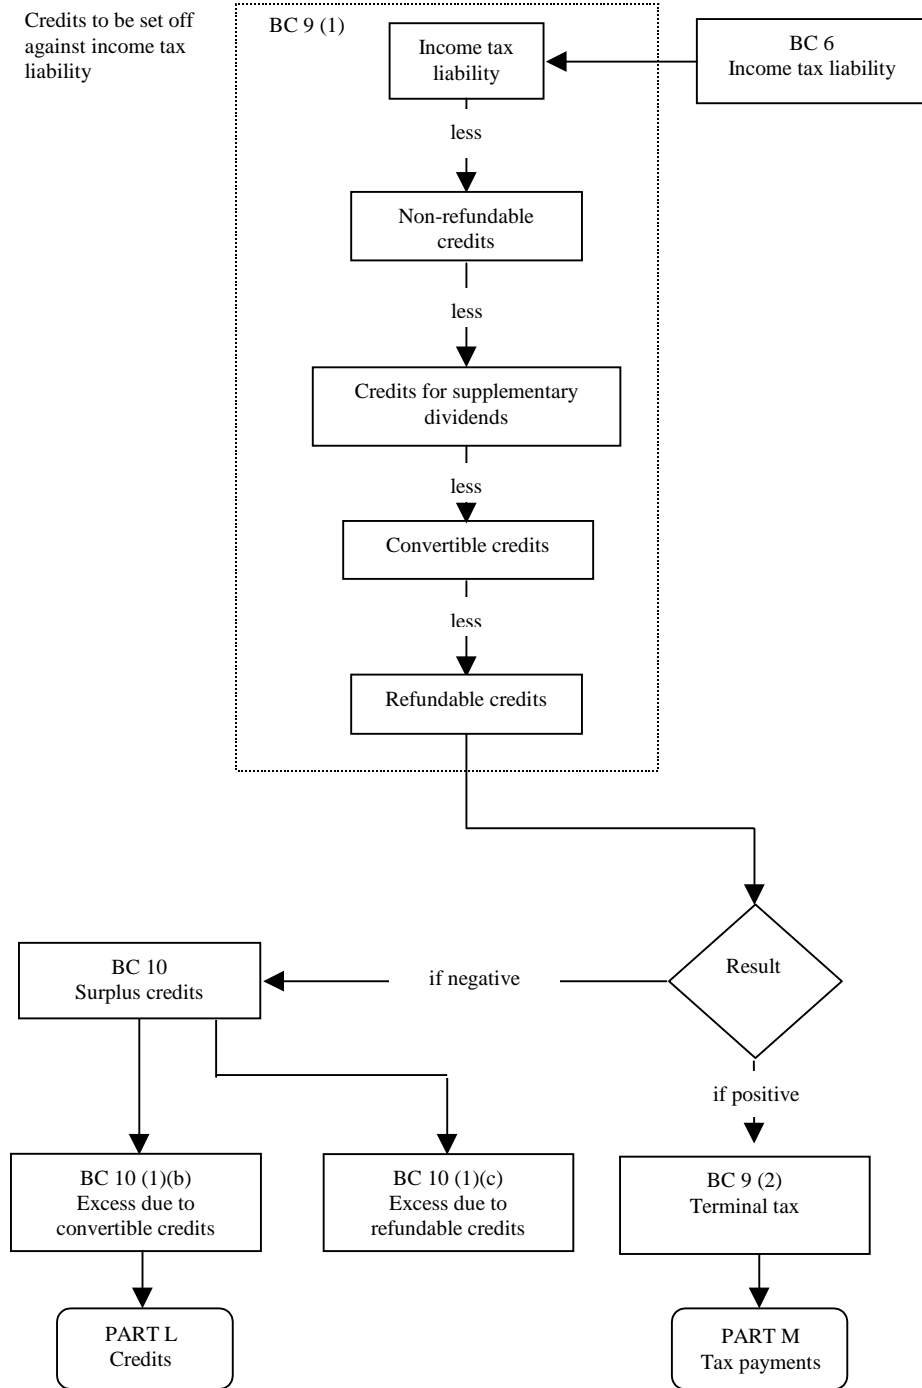 Credits to be set off
against income tax
liability
BC 9 (1)
Income tax
liability
BC 6
Income tax liability
less
Non-refundable
credits
less
Credits for supplementary
dividends
less
Convertible credits
less
Refundable credits
Result
if negative
BC 10
Surplus credits
if positive
BC 10 (1)(b)
Excess due to
convertible credits
BC 10 (1)(c)
Excess due to
refundable credits
BC 9 (2)
Terminal tax
PART L
Credits
PART M
Tax payments